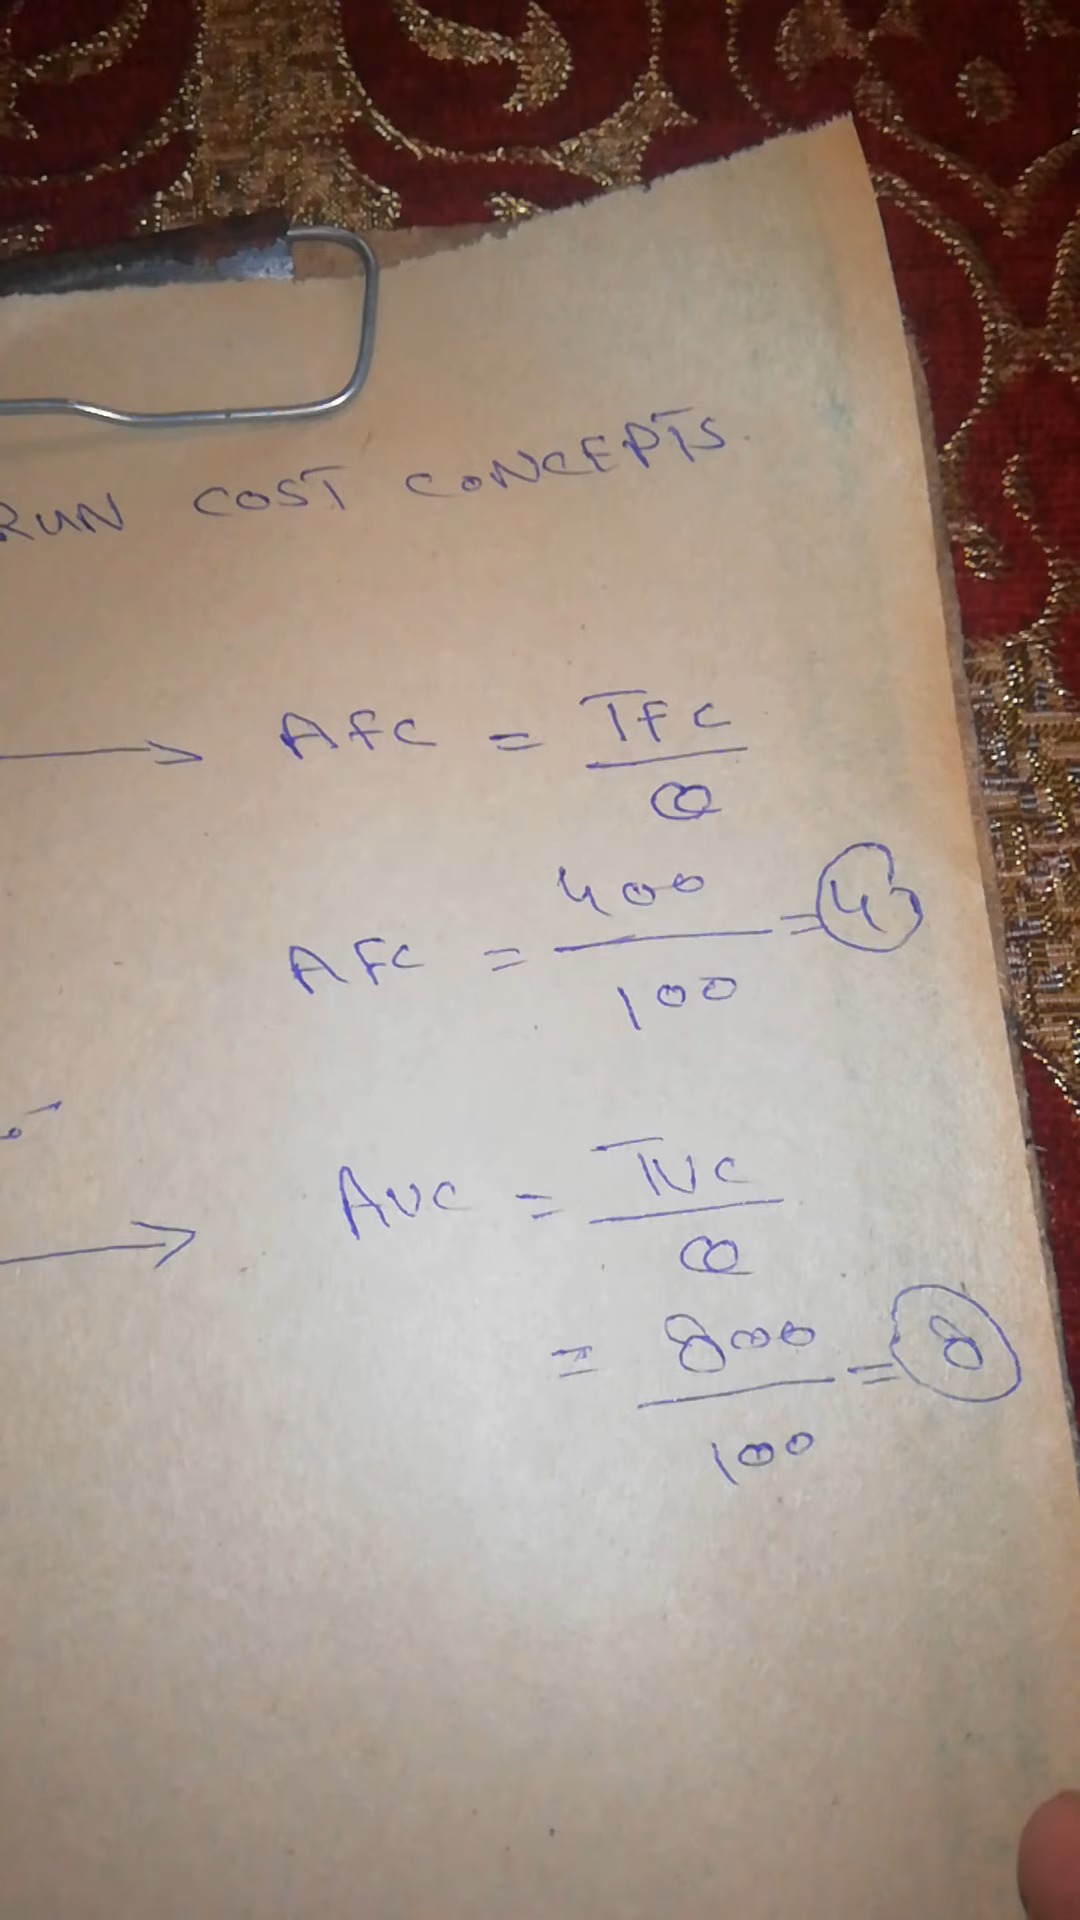 RUN COST CONCEPTS
AFC = TFC
Q
AFC = 400 = 4
100
AVC = TVC
Q
= 800 = 8
100